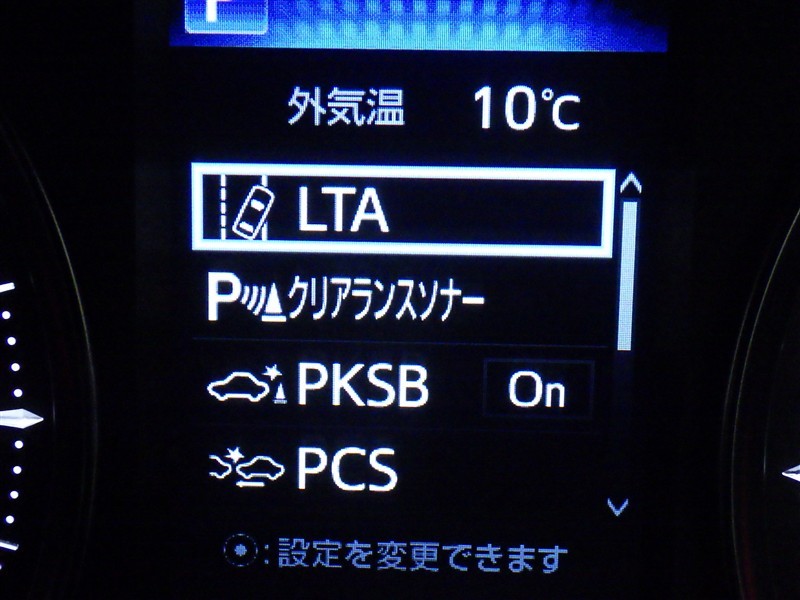 P
外気温 10℃
LTA
Pクリアランスソナー
PKSB On
PCS
:設定を変更できます